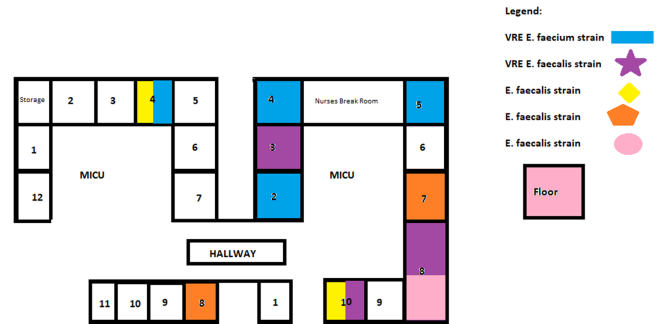 Legend:
VRE E. faecium strain
VRE E. faecalis strain
E. faecalis strain
E. faecalis strain
E. faecalis strain
Floor
Storage 2 3 4 5
1 6
MICU
12 7
4 Nurses Break Room 5
3 6
MICU
2 7
8
HALLWAY
11 10 9 8 1
10 9